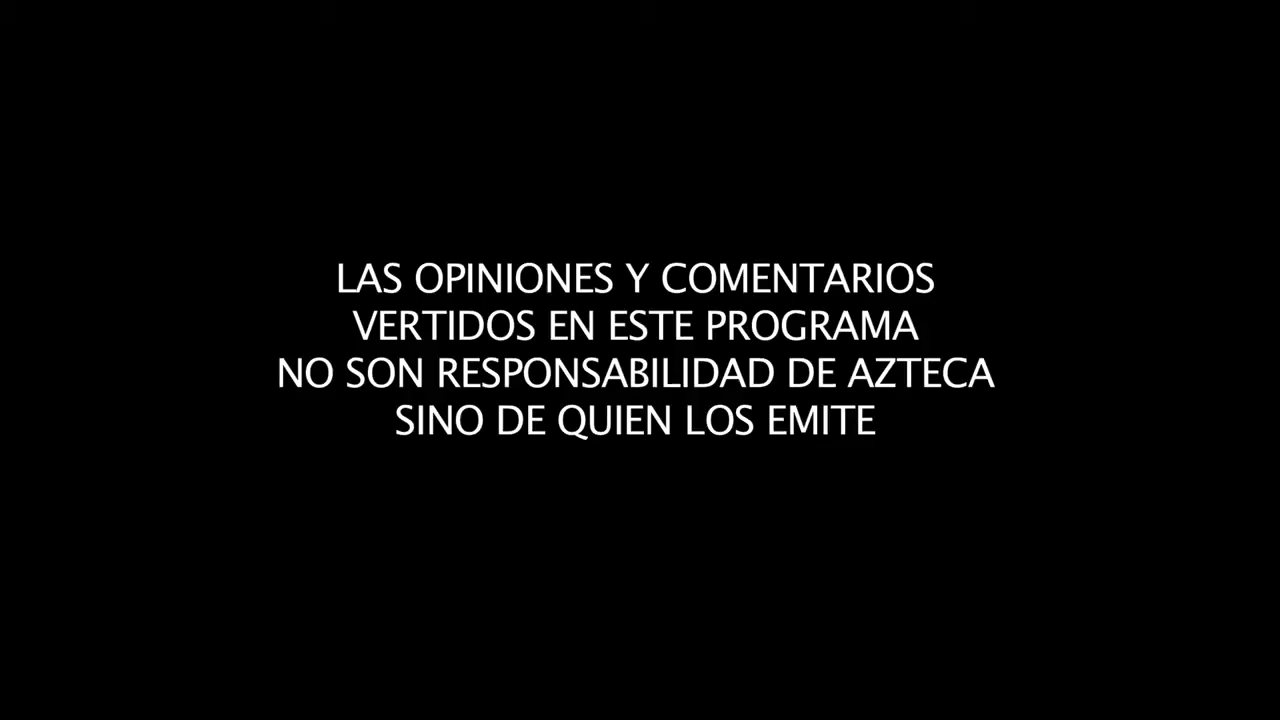 LAS OPINIONES Y COMENTARIOS
VERTIDOS EN ESTE PROGRAMA
NO SON RESPONSABILIDAD DE AZTECA
SINO DE QUIEN LOS EMITE